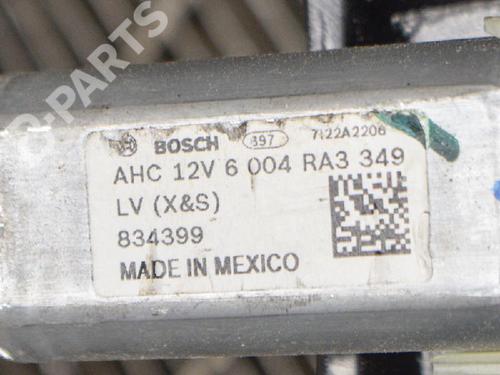 B-PARTS
BOSCH 397 7122A2206
AHC 12V 6 004 RA3 349
LV (X&S)
834399
MADE IN MEXICO